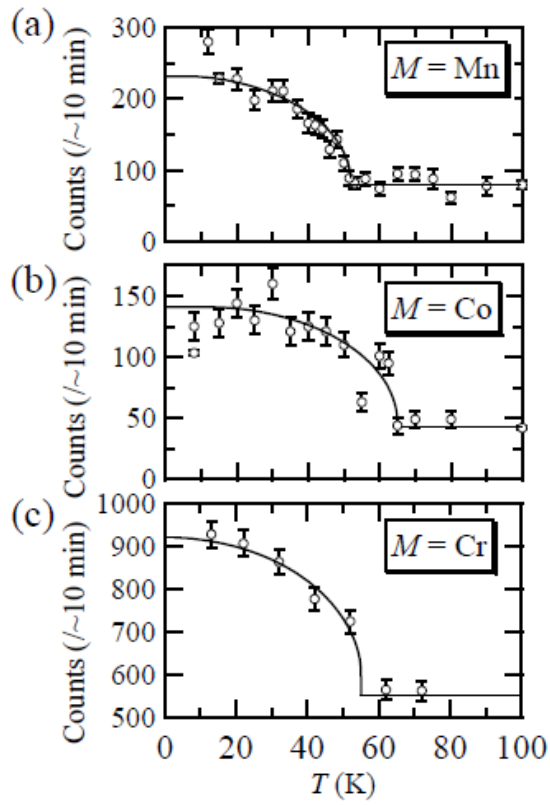 (a)
Counts (/~10 min)
300
200
100
0
M = Mn
(b)
Counts (/~10 min)
150
100
50
0
M = Co
(c)
Counts (/~10 min)
1000
900
800
700
600
500
M = Cr
0 20 40 60 80 100
T (K)